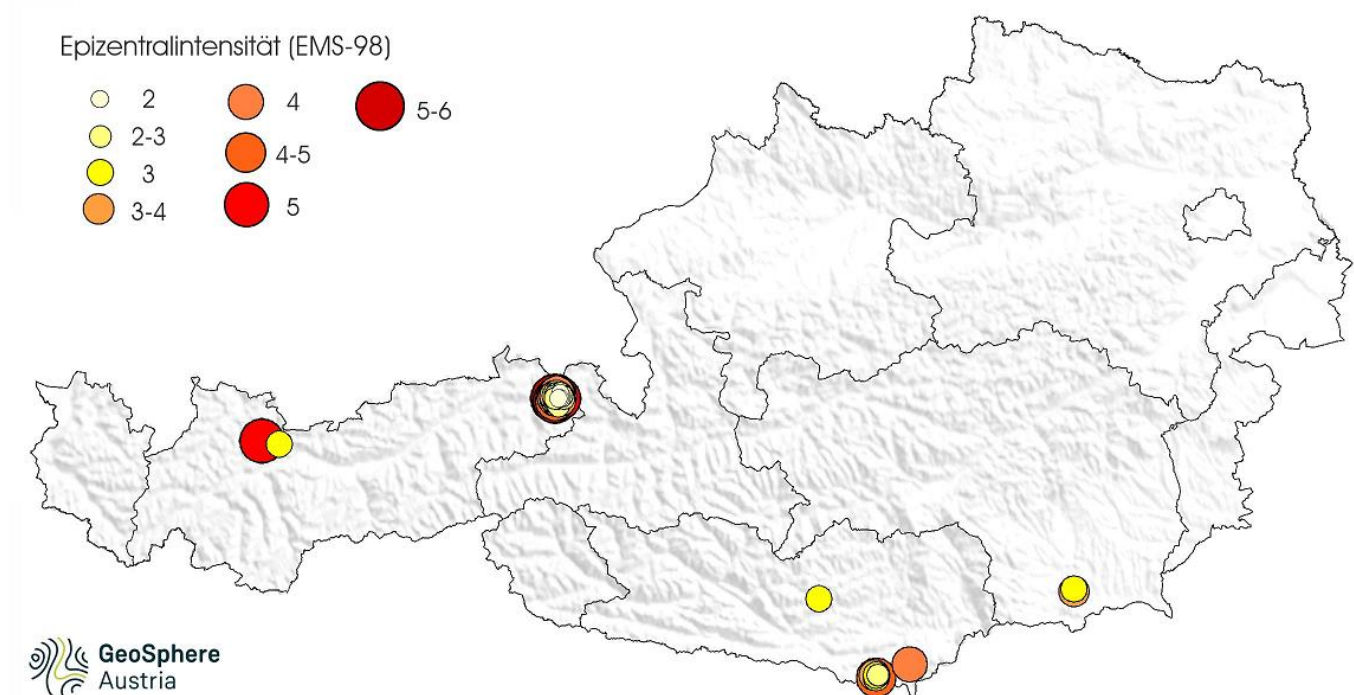 Epizentralintensität (EMS-98)
2
2-3
3
3-4
4
4-5
5
5-6
GeoSphere
Austria